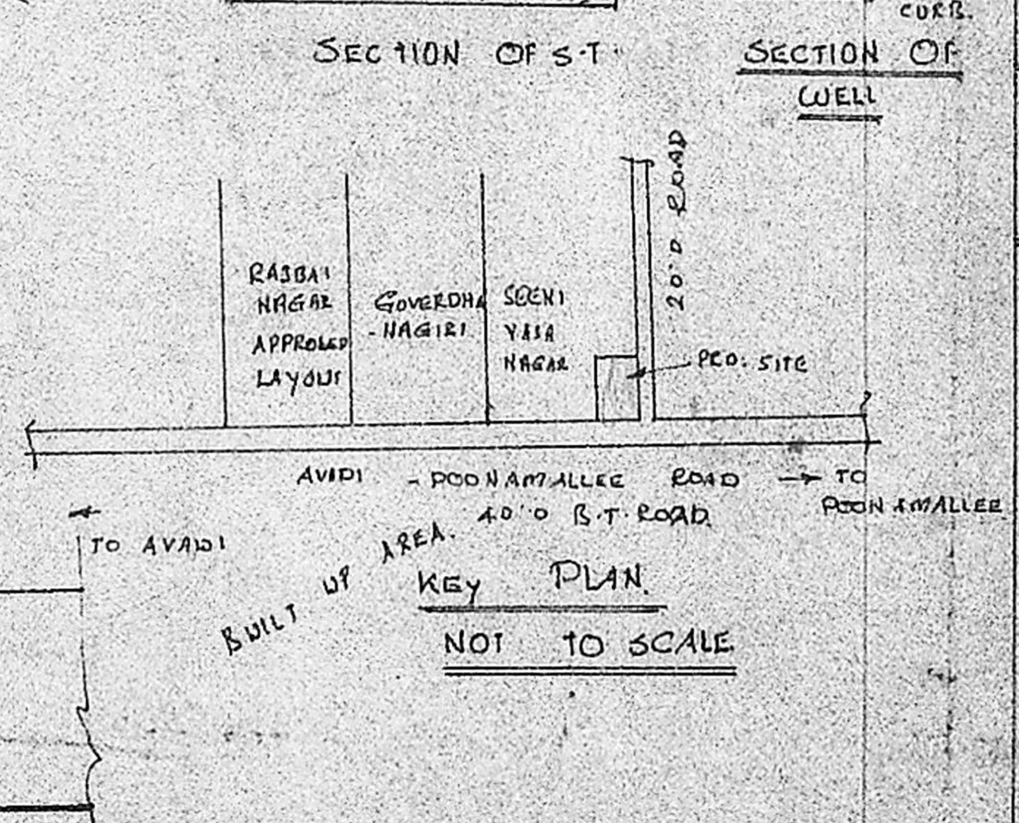 CURB.
SECTION OF S.T.
SECTION OF
WELL
20'0 ROAD
RAJBAI
NAGAR
APPROVED
LAYOUT
GOVERDHA
-NAGIRI.
SEENI
VASA
NAGAR
PRO. SITE
AVADI - POONAMALLEE ROAD → TO
POONAMALLEE
40'0 B.T. ROAD.
← TO AVADI
BUILT UP AREA.
KEY PLAN.
NOT TO SCALE.